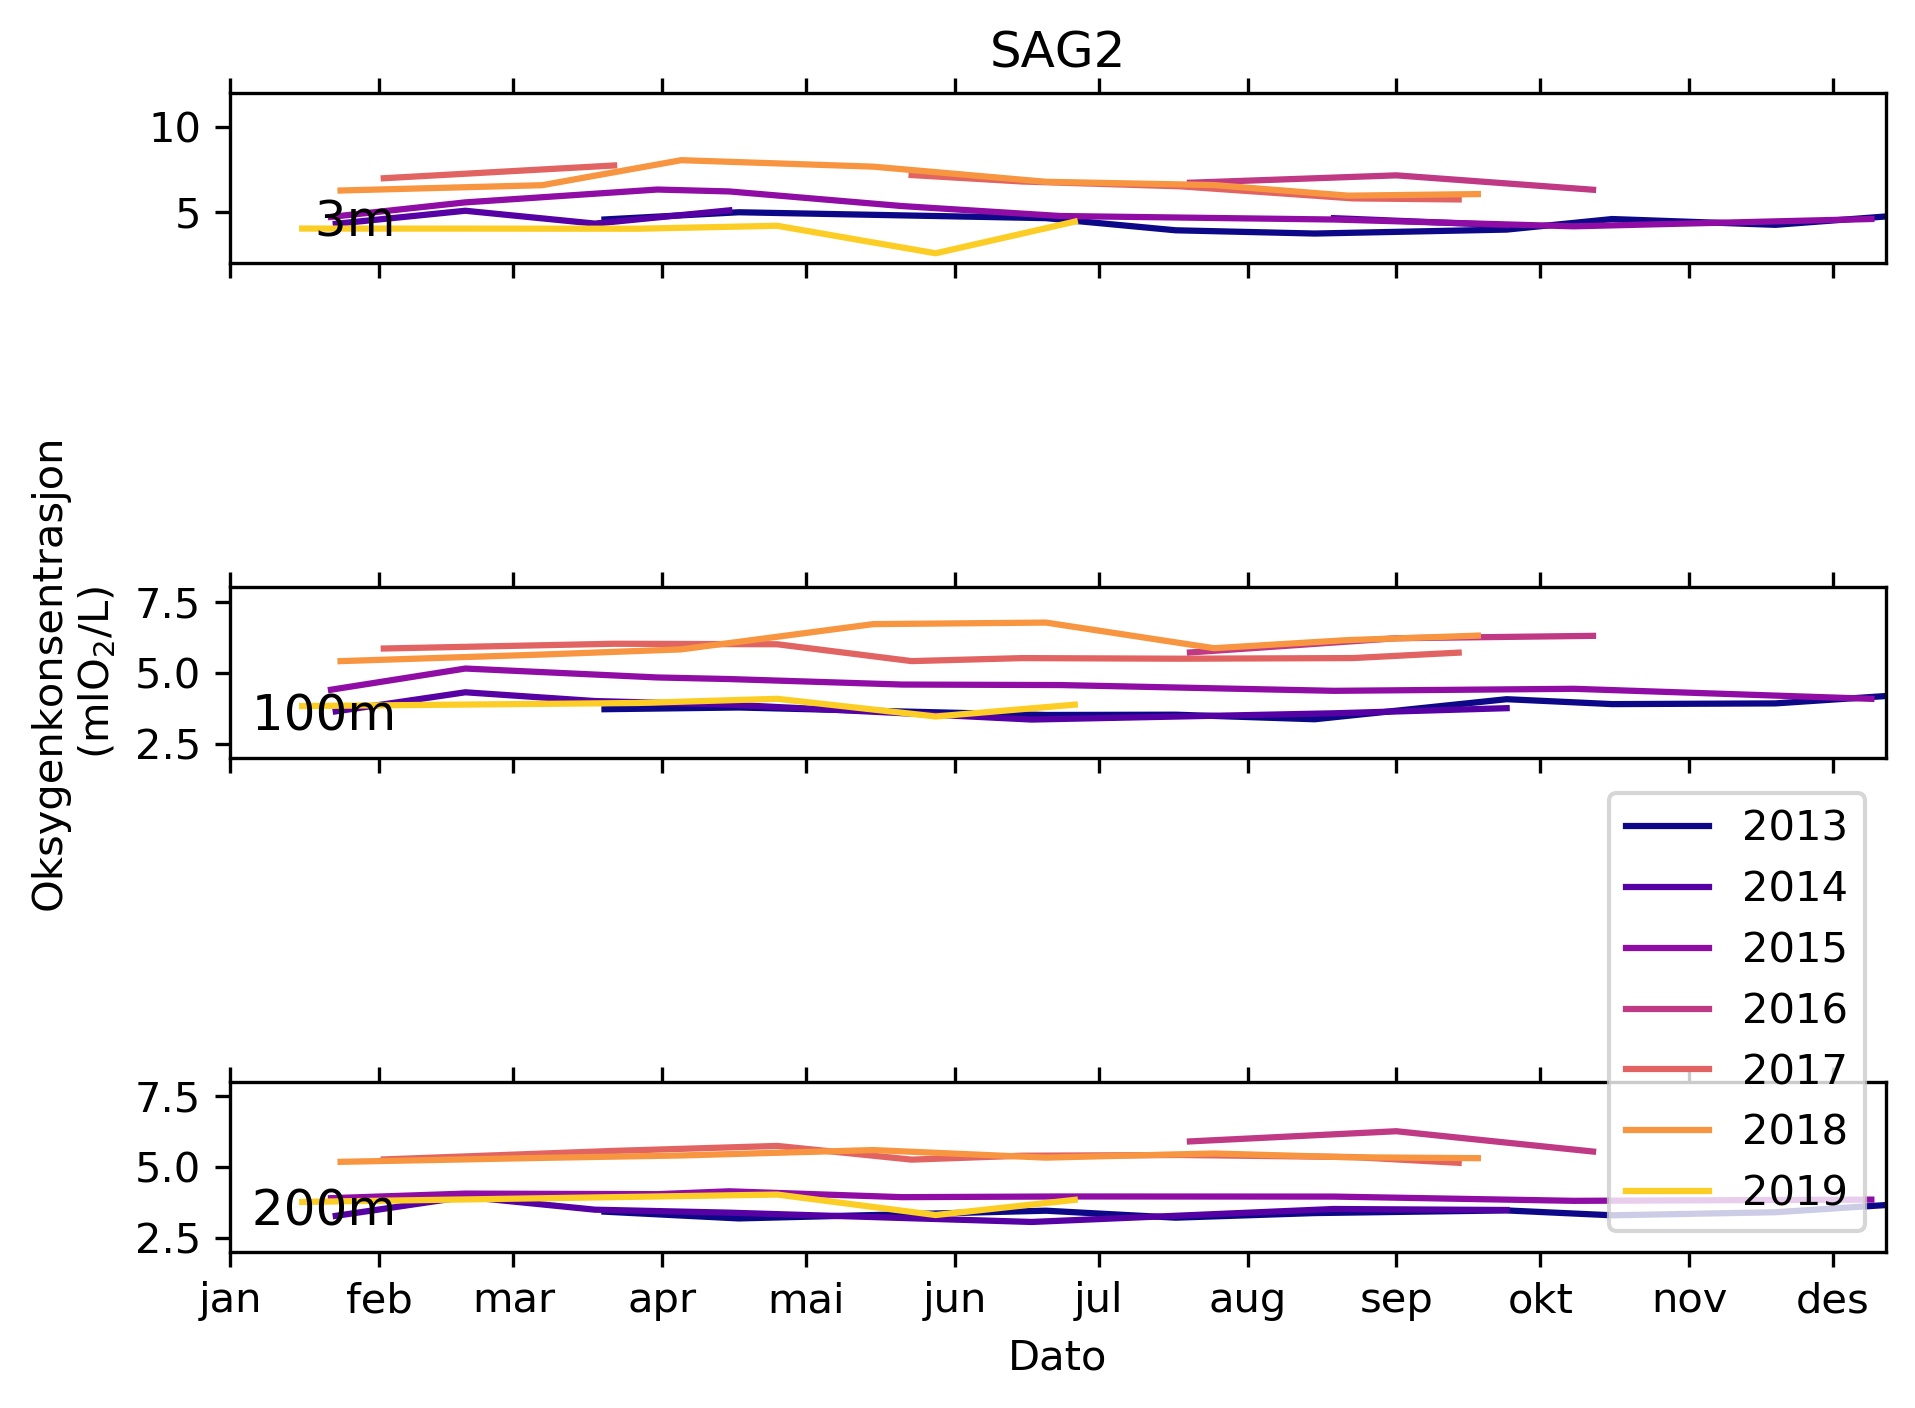 SAG2
10
5
3m
Oksygenkonsentrasjon
(mlO₂/L)
7.5
5.0
2.5
100m
2013
2014
2015
2016
2017
2018
2019
7.5
5.0
2.5
200m
jan feb mar apr mai jun jul aug sep okt nov des
Dato